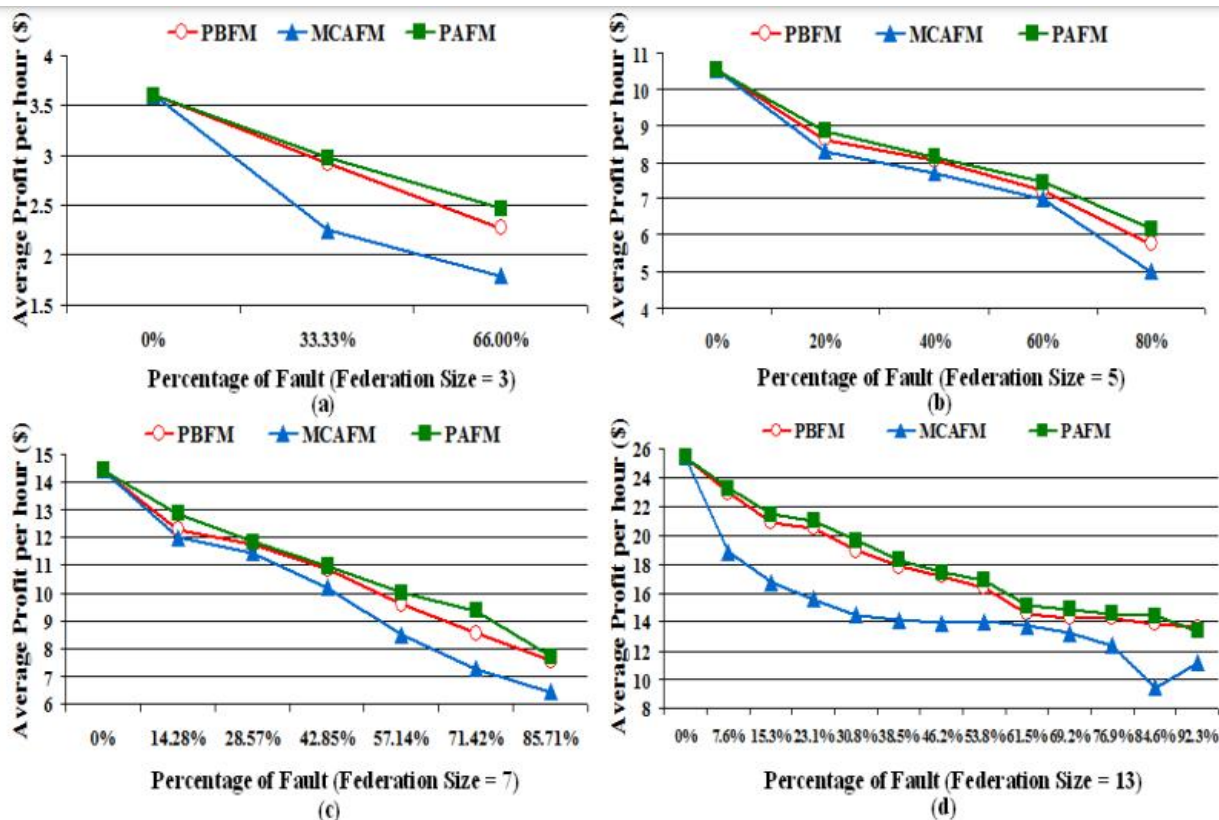 PBFM MCAFM PAFM
Average Profit per hour ($)
4
3.5
3
2.5
2
1.5
0% 33.33% 66.00%
Percentage of Fault (Federation Size = 3)
(a)
PBFM MCAFM PAFM
Average Profit per hour ($)
11
10
9
8
7
6
5
4
0% 20% 40% 60% 80%
Percentage of Fault (Federation Size = 5)
(b)
PBFM MCAFM PAFM
Average Profit per hour ($)
15
14
13
12
11
10
9
8
7
6
0% 14.28% 28.57% 42.85% 57.14% 71.42% 85.71%
Percentage of Fault (Federation Size = 7)
(c)
PBFM MCAFM PAFM
Average Profit per hour ($)
26
24
22
20
18
16
14
12
10
8
0% 7.6% 15.3% 23.1% 30.8% 38.5% 46.2% 53.8% 61.5% 69.2% 76.9% 84.6% 92.3%
Percentage of Fault (Federation Size = 13)
(d)